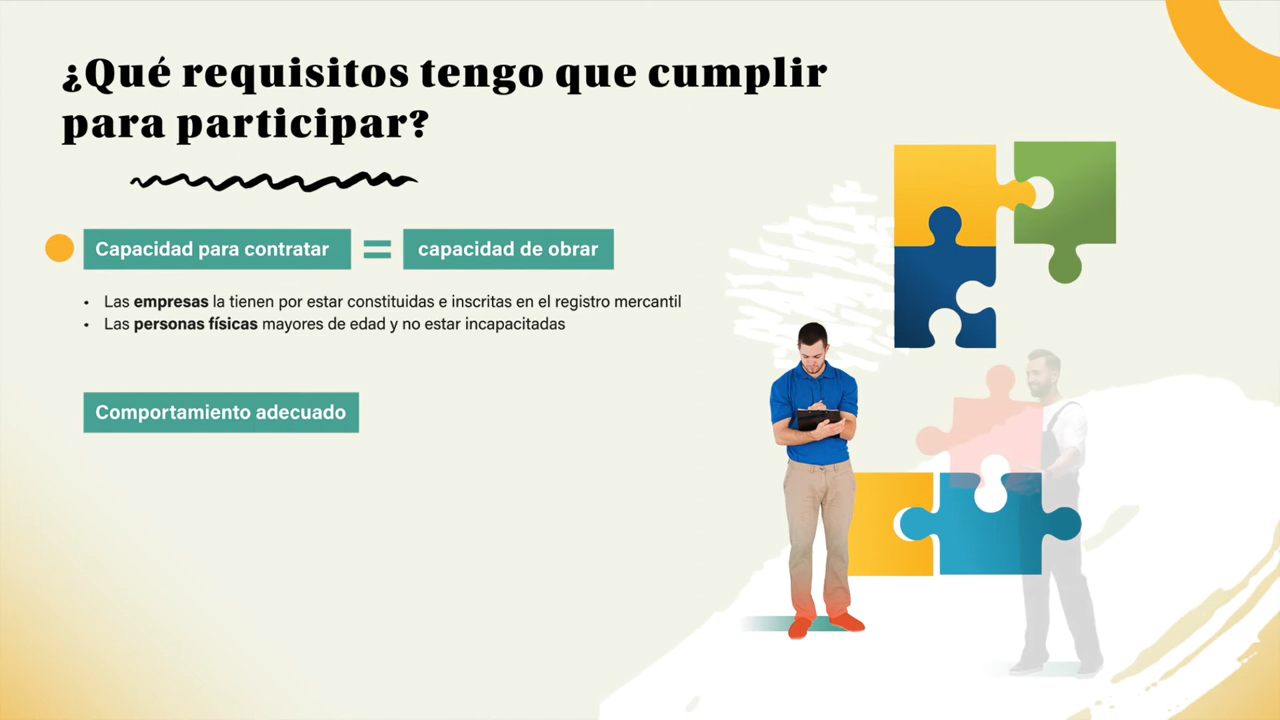 ¿Qué requisitos tengo que cumplir
para participar?
Capacidad para contratar = capacidad de obrar
• Las empresas la tienen por estar constituidas e inscritas en el registro mercantil
• Las personas físicas mayores de edad y no estar incapacitadas
Comportamiento adecuado